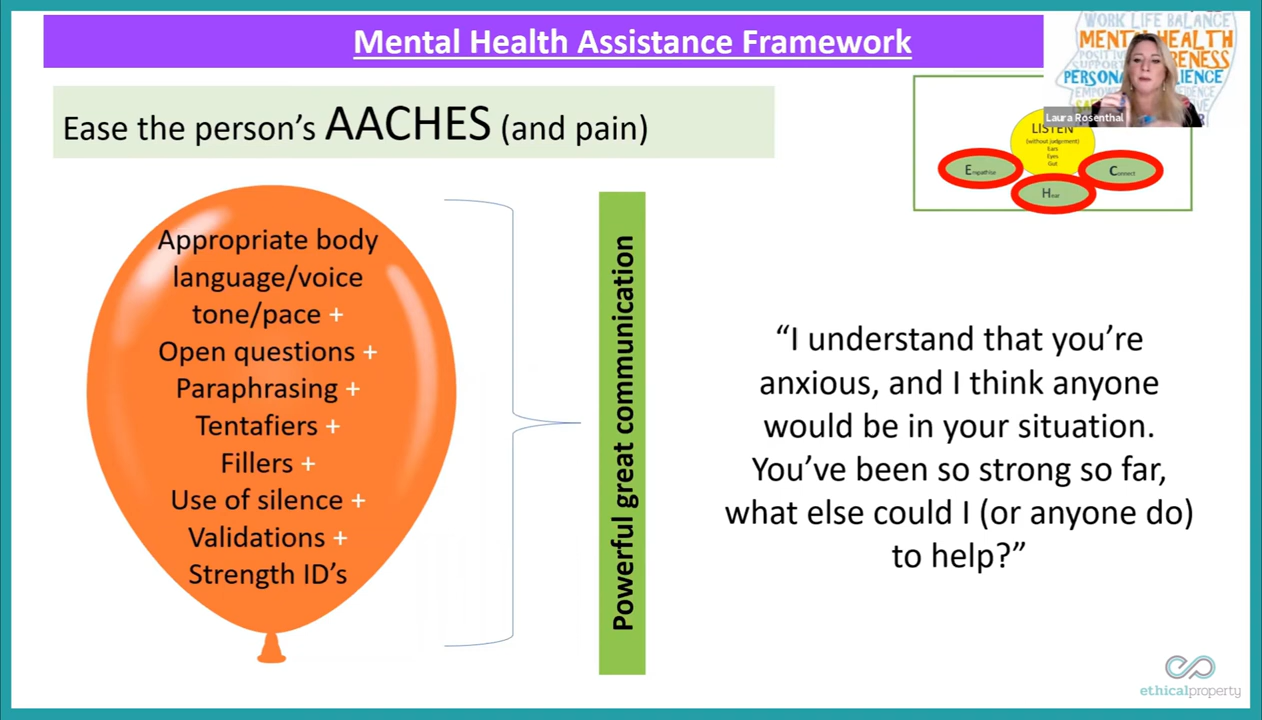 Mental Health Assistance Framework
WORK LIFE BALANCE
MENTAL HEALTH
Laura Rosenthal
Ease the person's AACHES (and pain)
LISTEN
(without judgement)
Ears
Eyes
Gut
Empathise
Connect
Hear
Appropriate body
language/voice
tone/pace +
Open questions +
Paraphrasing +
Tentafiers +
Fillers +
Use of silence +
Validations +
Strength ID's
Powerful great communication
“I understand that you're
anxious, and I think anyone
would be in your situation.
You've been so strong so far,
what else could I (or anyone do)
to help?”
ethicalproperty